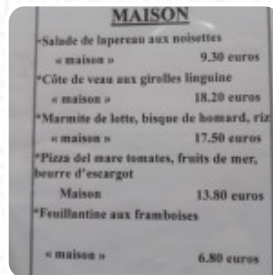 MAISON
*Salade de lapereau aux noisettes
« maison » 9.30 euros
*Côte de veau aux girolles linguine
« maison » 18.20 euros
*Marmite de lotte, bisque de homard, riz
« maison » 17.50 euros
*Pizza del mare tomates, fruits de mer,
beurre d'escargot
Maison 13.80 euros
*Feuillantine aux framboises
« maison » 6.80 euros